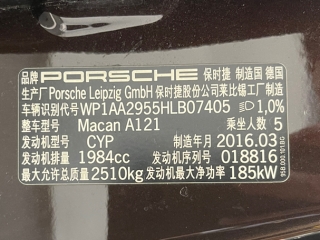 品牌 PORSCHE 保时捷 制造国 德国
生产厂 Porsche Leipzig GmbH 保时捷股份公司莱比锡工厂制造
车辆识别代号 WP1AA2955HLB07405 1,0%
整车型号 Macan A121 乘坐人数 5
发动机型号 CYP 制造年月 2016.03
发动机排量 1984cc 发动机序列号 018816
最大允许总质量 2510kg 发动机最大净功率 185kW